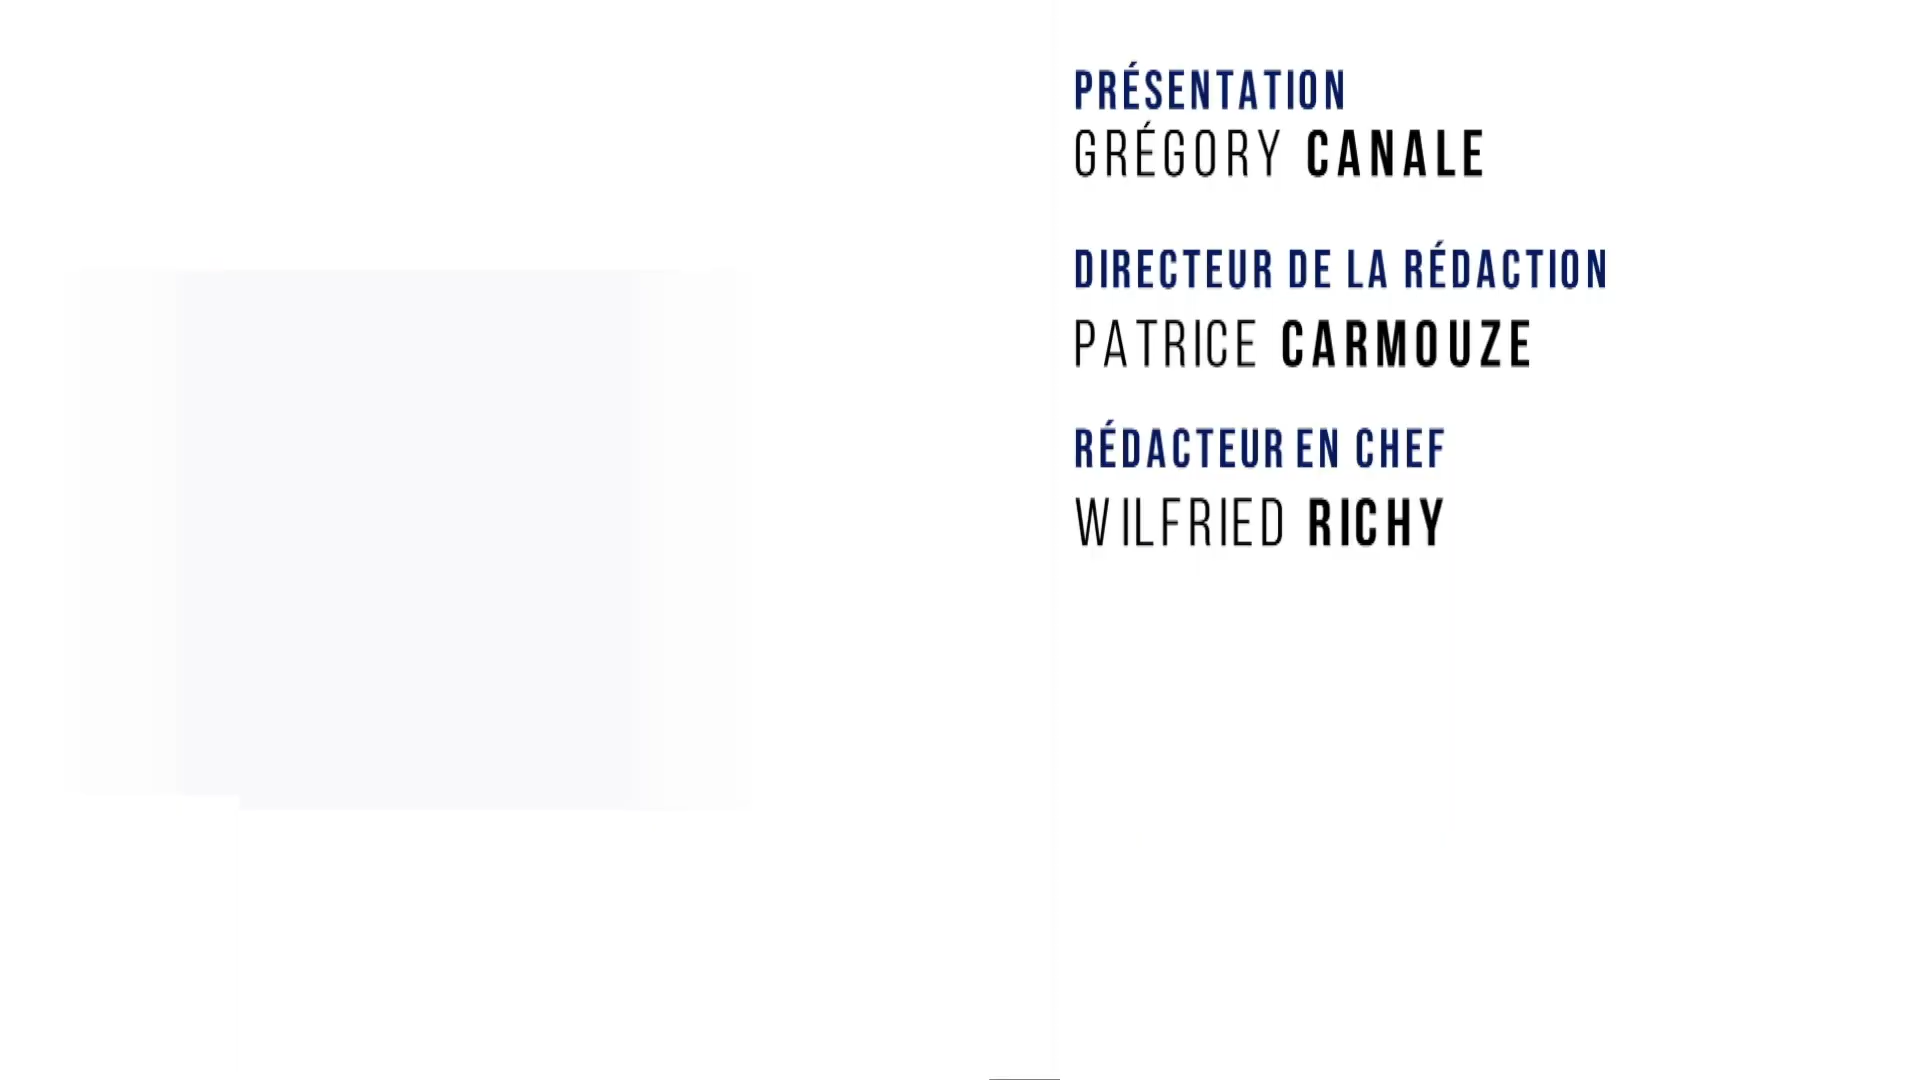 PRÉSENTATION
GRÉGORY CANALE
DIRECTEUR DE LA RÉDACTION
PATRICE CARMOUZE
RÉDACTEUR EN CHEF
WILFRIED RICHY